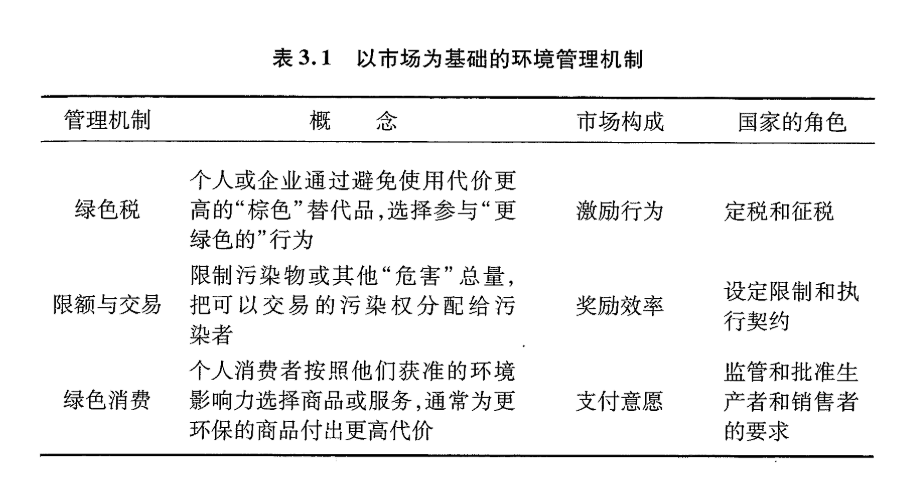 表3.1 以市场为基础的环境管理机制
管理机制 概 念 市场构成 国家的角色
个人或企业通过避免使用代价更
绿色税 高的“棕色”替代品,选择参与“更 激励行为 定税和征税
绿色的”行为
限制污染物或其他“危害”总量,
限额与交易 把可以交易的污染权分配给污 奖励效率 设定限制和执
染者 行契约
个人消费者按照他们获准的环境 监管和批准生
绿色消费 影响力选择商品或服务,通常为更 支付意愿 产者和销售者
环保的商品付出更高代价 的要求